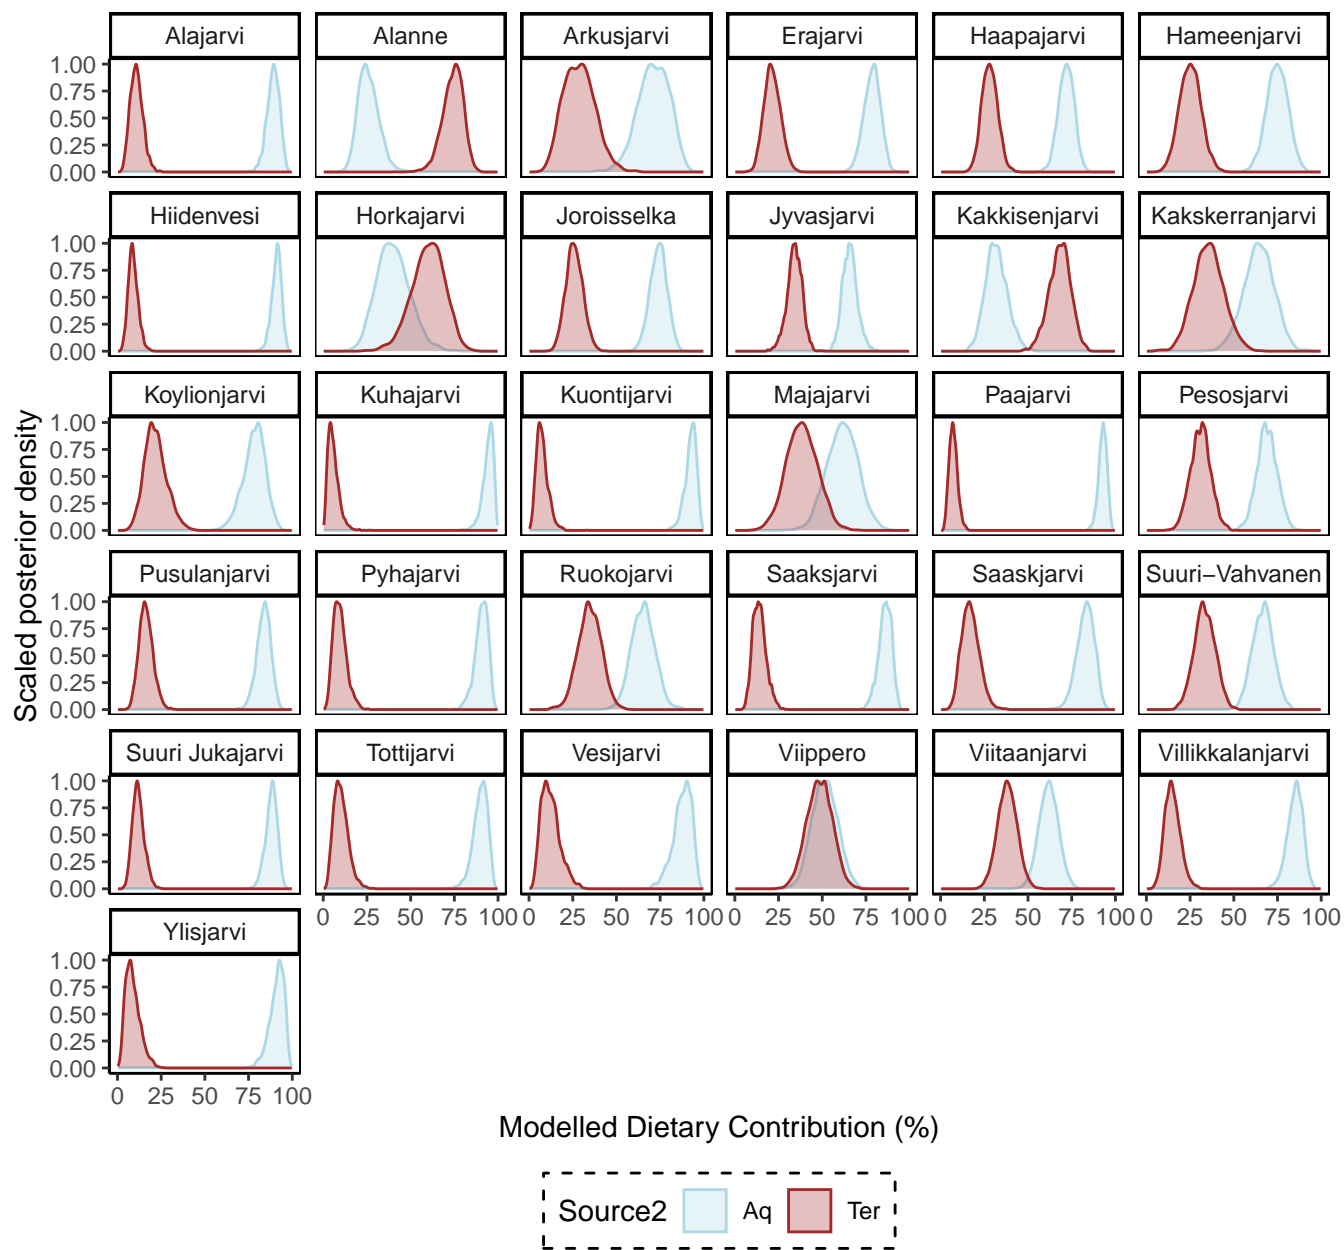 Alajarvi Alanne Arkusjarvi Erajarvi Haapajarvi Hameenjarvi
1.00
0.75
0.50
0.25
0.00
Hiidenvesi Horkajarvi Joroisselka Jyvasjarvi Kakkisenjarvi Kakskerranjarvi
1.00
0.75
0.50
0.25
0.00
Koylionjarvi Kuhajarvi Kuontijarvi Majajarvi Paajarvi Pesosjarvi
1.00
0.75
0.50
0.25
0.00
Scaled posterior density
Pusulanjarvi Pyhajarvi Ruokojarvi Saaksjarvi Saaskjarvi Suuri−Vahvanen
1.00
0.75
0.50
0.25
0.00
Suuri Jukajarvi Tottijarvi Vesijarvi Viippero Viitaanjarvi Villikkalanjarvi
1.00
0.75
0.50
0.25
0.00
0 25 50 75 100 0 25 50 75 100 0 25 50 75 100 0 25 50 75 100 0 25 50 75 100
Ylisjarvi
1.00
0.75
0.50
0.25
0.00
0 25 50 75 100
Modelled Dietary Contribution (%)
Source2 Aq Ter